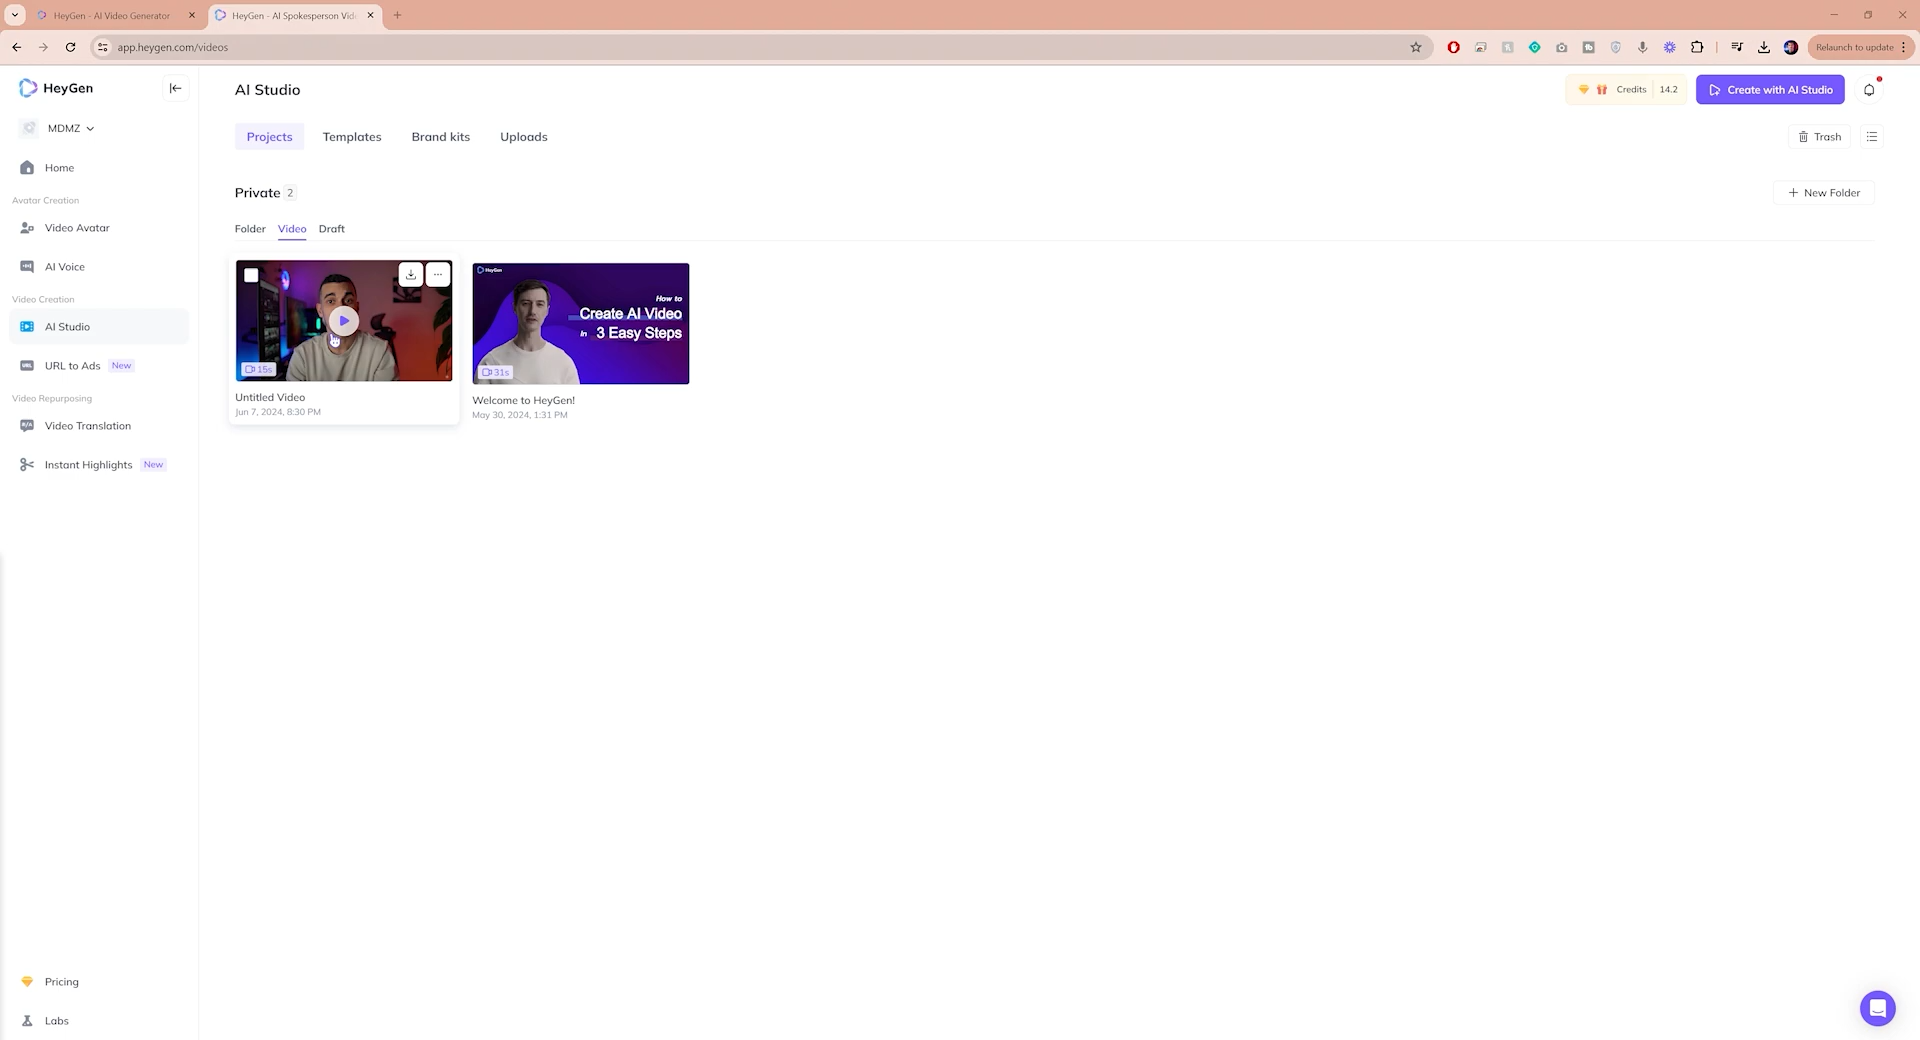 HeyGen - AI Video Generator
HeyGen - AI Spokesperson Vide
app.heygen.com/videos
Relaunch to update
HeyGen
MDMZ
Home
Avatar Creation
Video Avatar
AI Voice
Video Creation
AI Studio
URL to Ads New
Video Repurposing
Video Translation
Instant Highlights New
Pricing
Labs
AI Studio
Credits 14.2
Create with AI Studio
Projects Templates Brand kits Uploads
Trash
Private 2
New Folder
Folder Video Draft
15s
Untitled Video
Jun 7, 2024, 8:30 PM
HeyGen
How to
Create AI Video
in 3 Easy Steps
31s
Welcome to HeyGen!
May 30, 2024, 1:31 PM